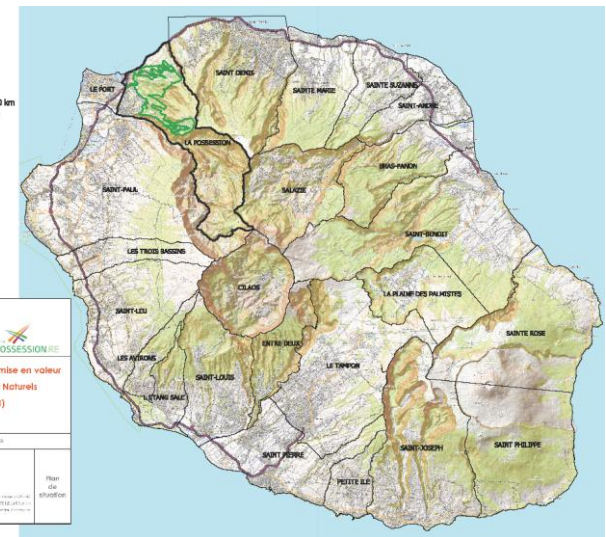 km
LE PORT
SAINT DENIS
SAINTE MARIE
SAINTE SUZANNE
SAINT-ANDRE
LA POSSESSION
SAINT-PAUL
SALAZIE
BRAS-PANON
SAINT-BENOIT
LES TROIS BASSINS
CILAOS
LA PLAINE DES PALMISTES
SAINT-LEU
SAINTE ROSE
ENTRE DEUX
LES AVIRONS
LE TAMPON
SAINT-LOUIS
L'ETANG SALE
SAINT PIERRE
SAINT-JOSEPH
SAINT PHILIPPE
PETITE ILE
OSSESSION RE
mise en valeur
Naturels
Plan
de
situation